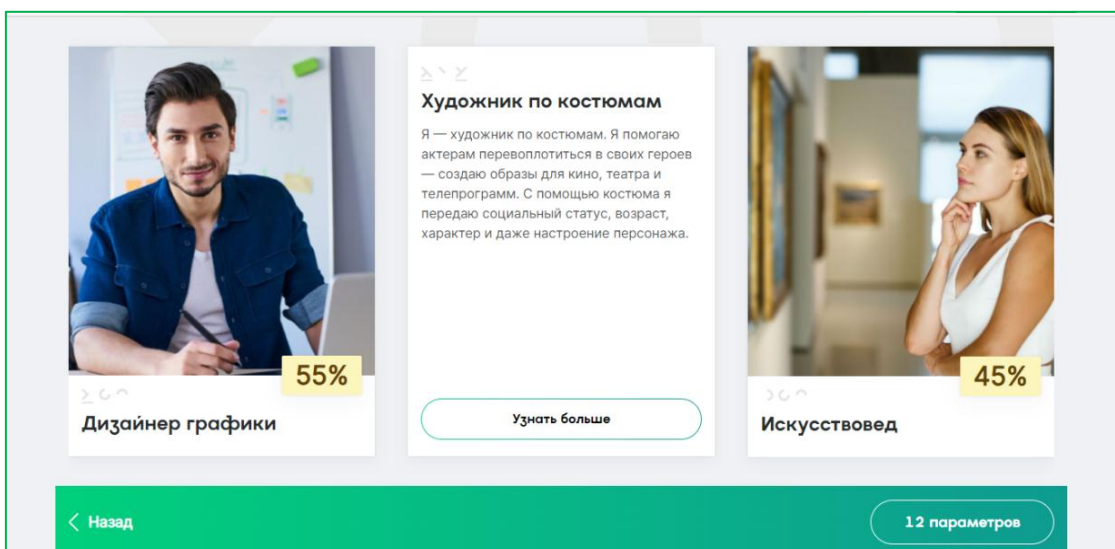 55%
Дизайнер графики
Художник по костюмам
Я — художник по костюмам. Я помогаю
актерам перевоплотиться в своих героев
— создаю образы для кино, театра и
телепрограмм. С помощью костюма я
передаю социальный статус, возраст,
характер и даже настроение персонажа.
Узнать больше
45%
Искусствовед
Назад
12 параметров